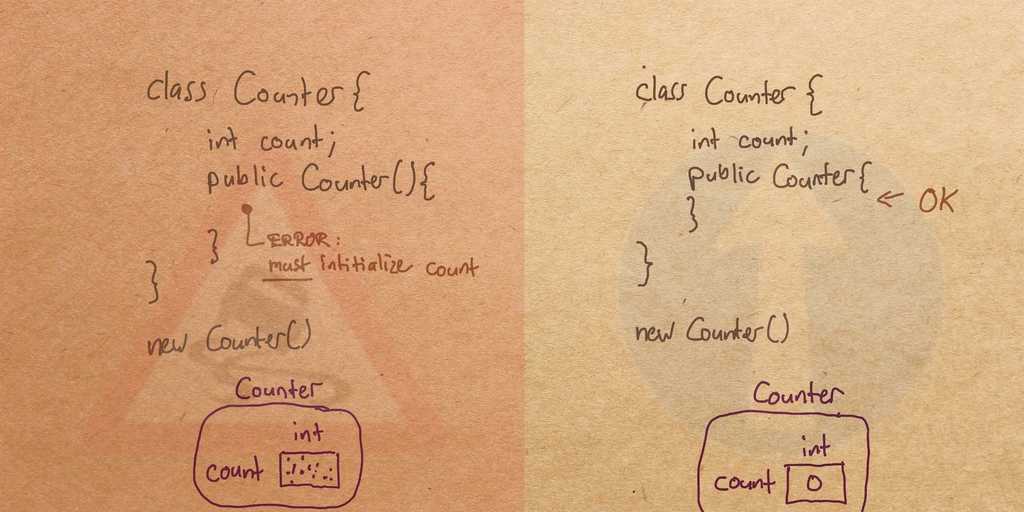 class Counter {
int count;
public Counter(){
ERROR:
must intitialize count
}
}
new Counter()
Counter
int
count
class Counter {
int count;
public Counter{
← OK
}
}
new Counter()
Counter
int
count 0